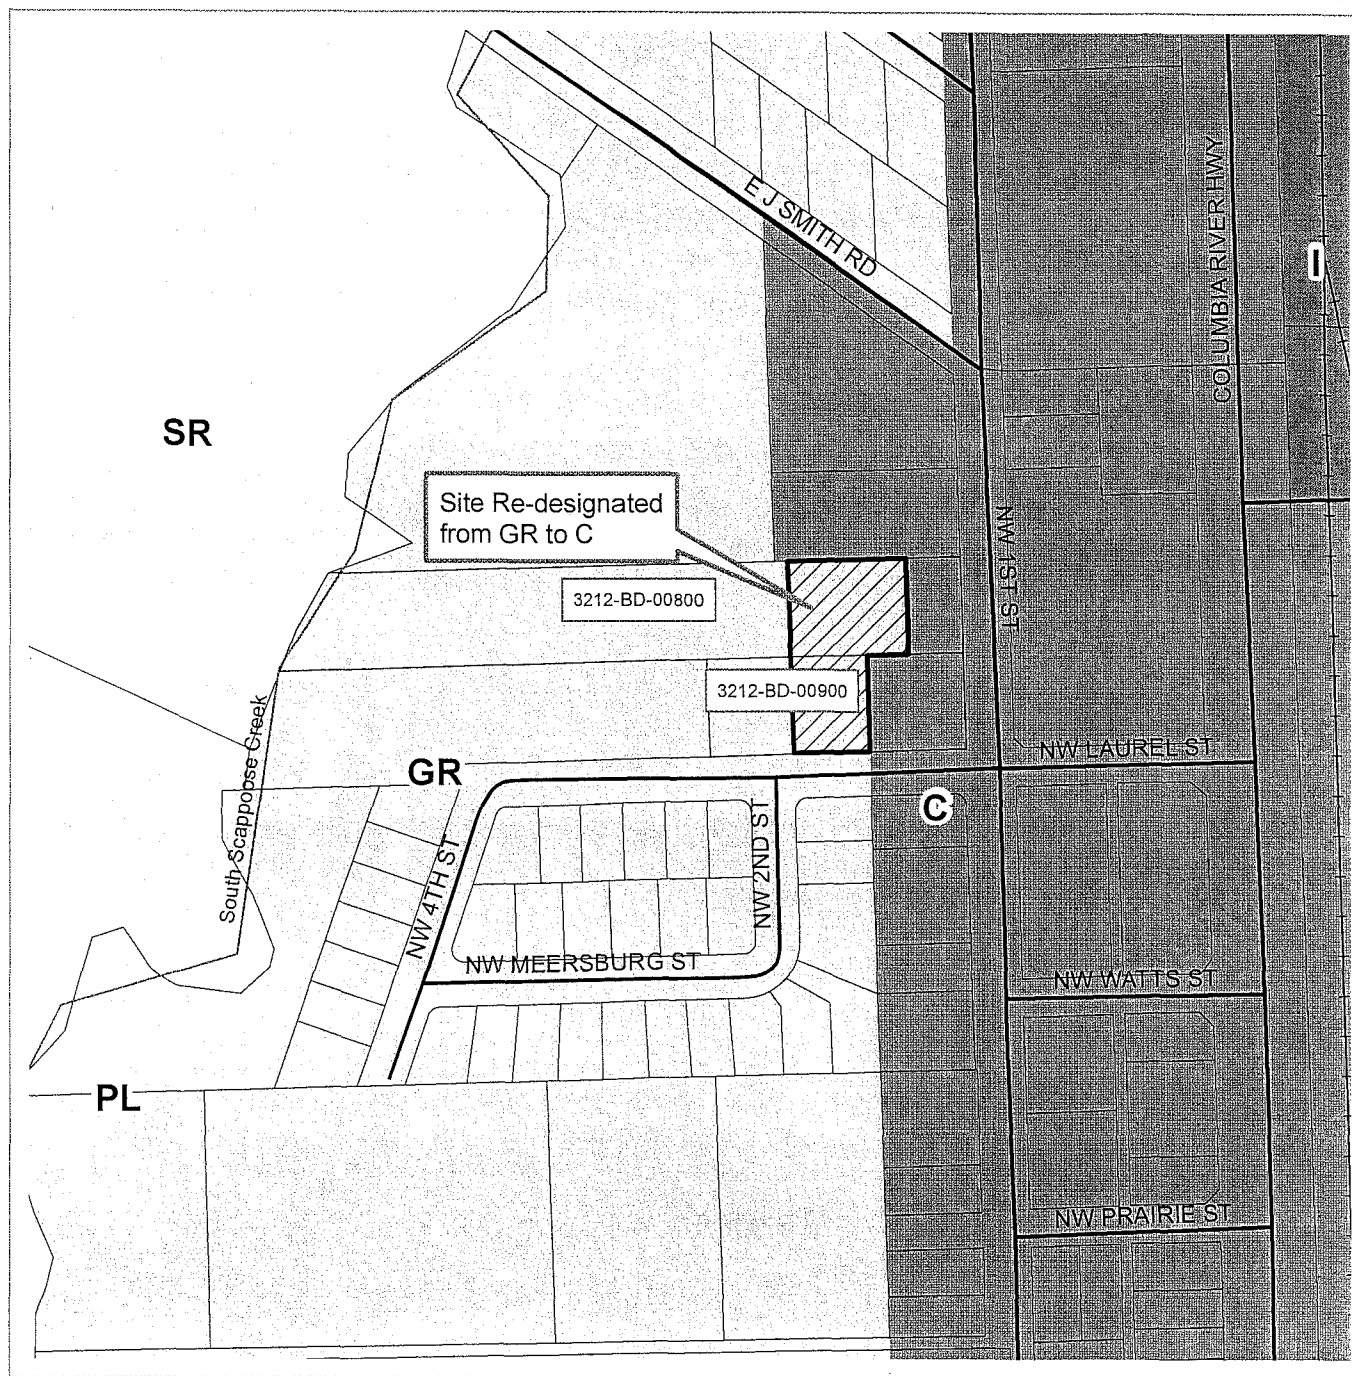 E J SMITH RD
COLUMBIA RIVER HWY
I
SR
Site Re-designated
from GR to C
NW 1ST ST
3212-BD-00800
3212-BD-00900
South Scappoose Creek
NW LAUREL ST
GR
C
NW 4TH ST
NW 2ND ST
NW MEERSBURG ST
NW WATTS ST
PL
NW PRAIRIE ST